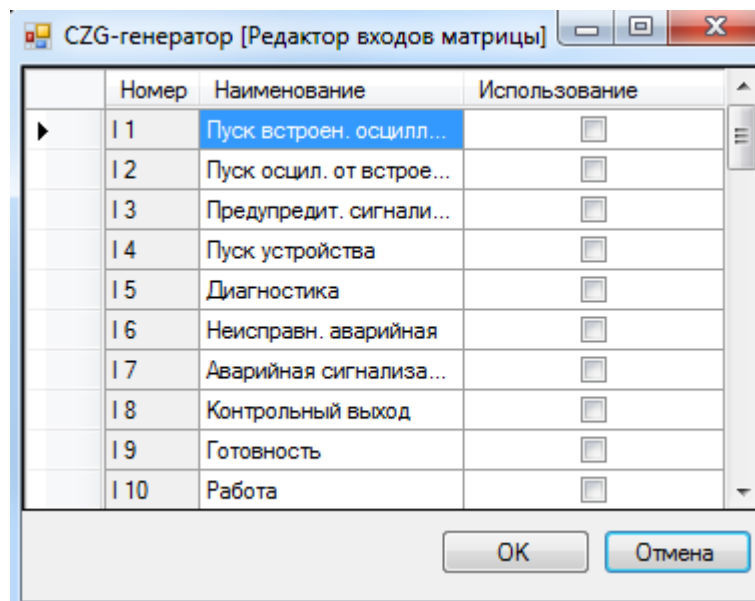 CZG-генератор [Редактор входов матрицы]
Номер Наименование Использование
I 1 Пуск встроен. осцилл...
I 2 Пуск осцил. от встрое...
I 3 Предупредит. сигнали...
I 4 Пуск устройства
I 5 Диагностика
I 6 Неисправн. аварийная
I 7 Аварийная сигнализа...
I 8 Контрольный выход
I 9 Готовность
I 10 Работа
OK Отмена